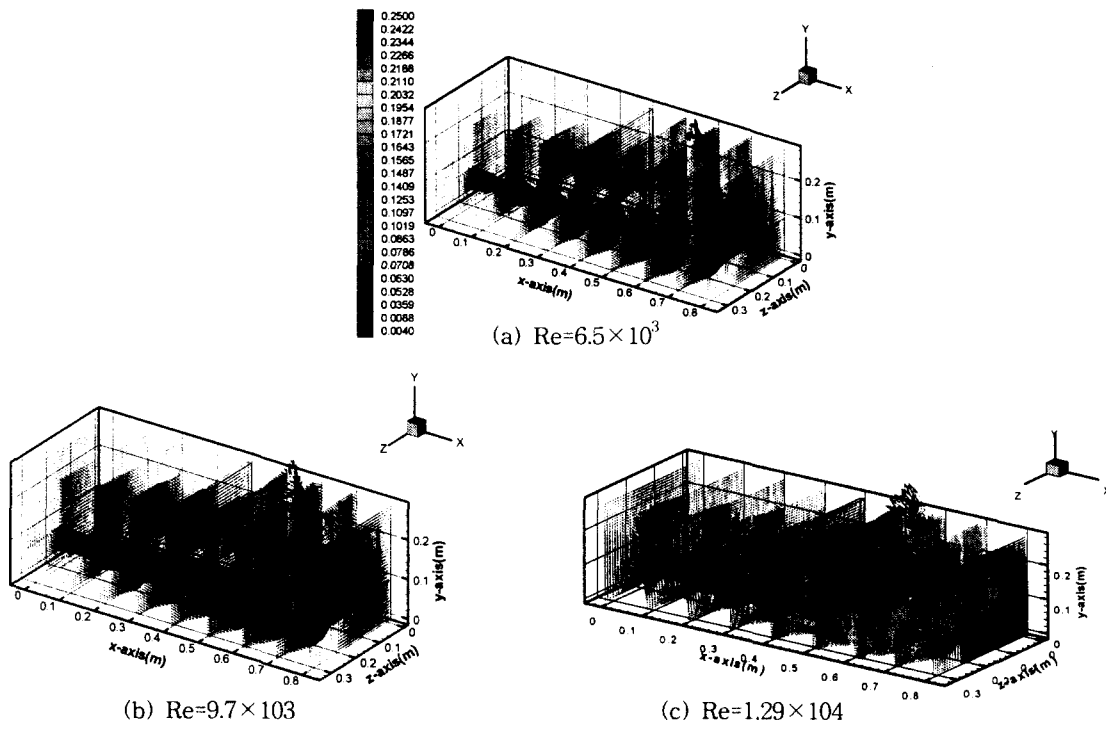 0.2500
0.2422
0.2344
0.2266
0.2188
0.2110
0.2032
0.1954
0.1877
0.1721
0.1643
0.1565
0.1487
0.1409
0.1253
0.1097
0.1019
0.0863
0.0786
0.0708
0.0630
0.0528
0.0359
0.0088
0.0040
Y
X
Z
0.2
0.1
0
y-axis(m)
0 0.1 0.2 0.3 0.4 0.5 0.6 0.7 0.8
x-axis(m)
0.3 0.2 0.1 0
z-axis(m)
(a) Re=6.5×10³
Y
X
Z
0.2
0.1
0
y-axis(m)
0 0.1 0.2 0.3 0.4 0.5 0.6 0.7 0.8
x-axis(m)
0.3 0.1 0
z-axis(m)
(b) Re=9.7×103
Y
X
Z
0.2
0.1
0
y-axis(m)
0 0.1 0.2 0.3 0.4 0.5 0.6 0.7 0.8
x-axis(m)
0.3
z-axis(m)
(c) Re=1.29×104